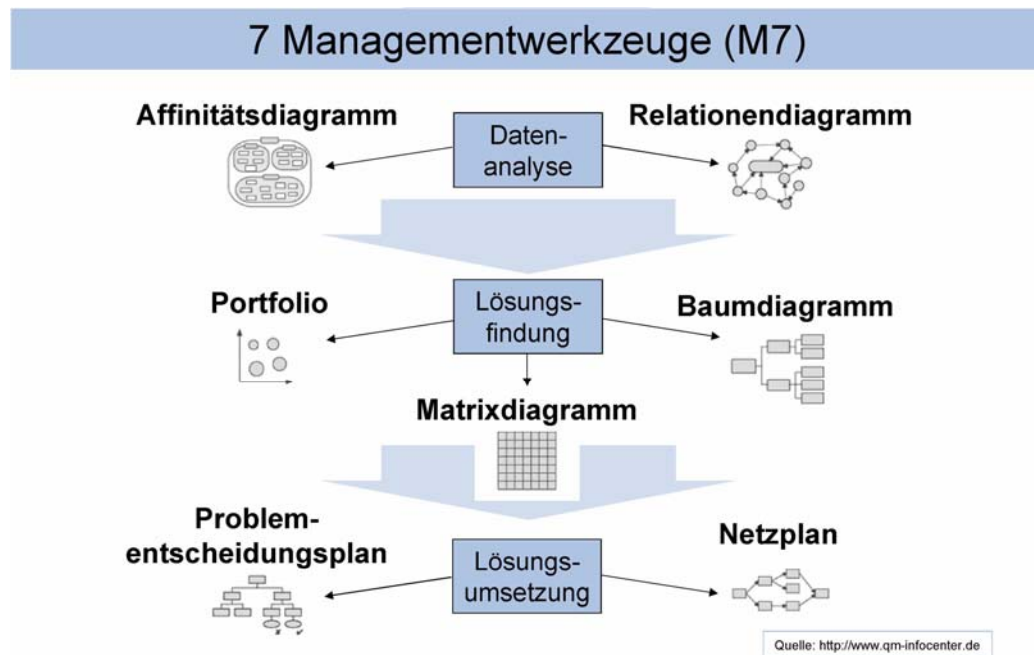 7 Managementwerkzeuge (M7)
Affinitätsdiagramm
Daten-
analyse
Relationendiagramm
Portfolio
Lösungs-
findung
Baumdiagramm
Matrixdiagramm
Problem-
entscheidungsplan
Lösungs-
umsetzung
Netzplan
Quelle: http://www.qm-infocenter.de